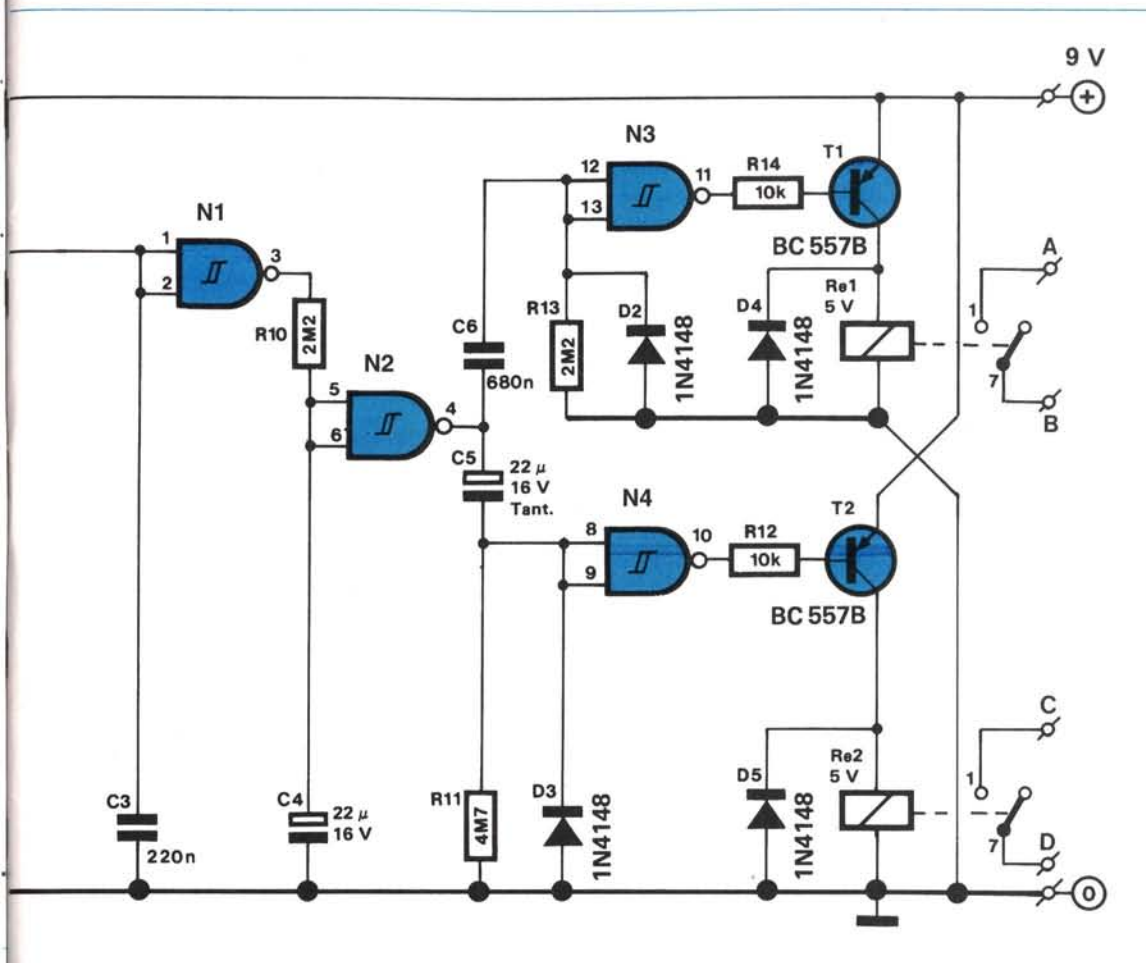 9 V
+
N3
12
13
11
R14
10k
T1
BC 557B
N1
1
2
3
R10
2M2
N2
5
6
4
C6
680n
R13
2M2
D2
1N4148
D4
1N4148
Re1
5 V
A
1
7
B
C5
22 μ
16 V
Tant.
N4
8
9
10
R12
10k
T2
BC 557B
C3
220n
C4
22 μ
16 V
R11
4M7
D3
1N4148
D5
1N4148
Re2
5 V
C
1
7
D
0